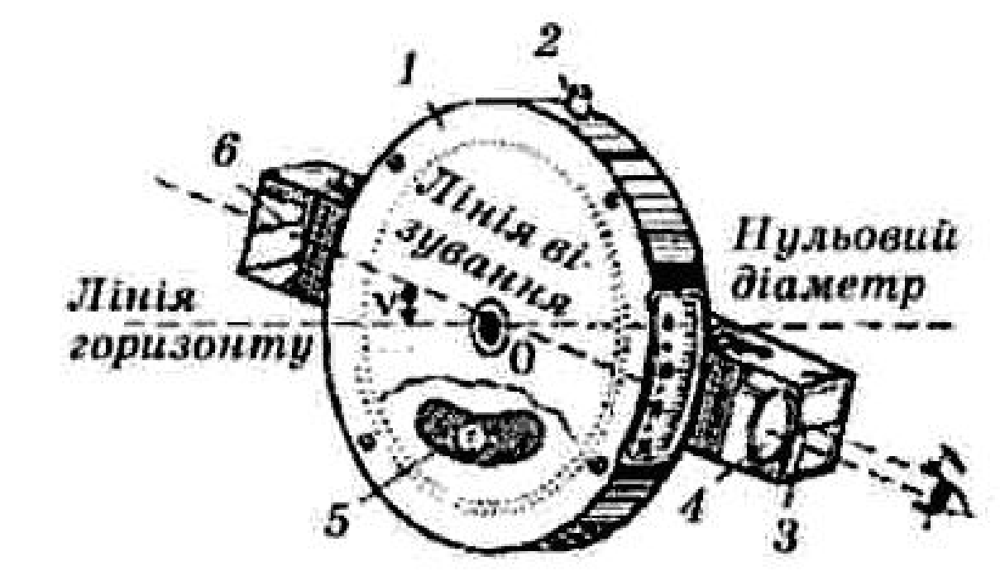 1
2
6
Лінія ві-
зування
Нульовий
діаметр
Лінія
горизонту
ν
0
5
4
3